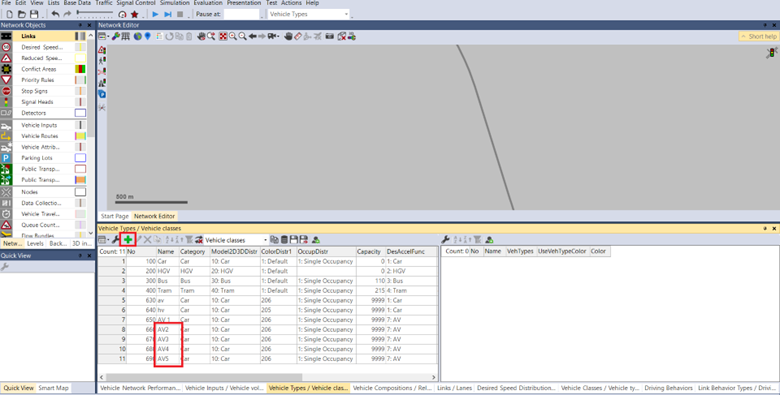 File Edit View Lists Base Data Traffic Signal Control Simulation Evaluation Presentation Test Actions Help
Pause at: Vehicle Types
Network Objects
Network Editor
Links
Desired Speed...
Reduced Speed...
Conflict Areas
Priority Rules
Stop Signs
Signal Heads
Detectors
Vehicle Inputs
Vehicle Routes
Vehicle Attrib...
Parking Lots
Public Transp...
Public Transp...
Nodes
Data Collectio...
Vehicle Travel...
Queue Count...
Flow Bundles
Netw... Levels Back... 3D in...
Short help
500 m
Start Page Network Editor
Quick View
Quick View Smart Map
Vehicle Types / Vehicle classes
Vehicle classes
Count: 11 No Name Category Model2D3DDistr ColorDistr1 OccupDistr Capacity DesAccelFunc
1 100 Car Car 10: Car 1: Default 1: Single Occupancy 0 1: Car
2 200 HGV HGV 20: HGV 1: Default 0 2: HGV
3 300 Bus Bus 30: Bus 1: Default 1: Single Occupancy 110 3: Bus
4 400 Tram Tram 40: Tram 1: Default 1: Single Occupancy 215 4: Tram
5 630 av Car 10: Car 206 1: Single Occupancy 9999 1: Car
6 640 hv Car 10: Car 205 1: Single Occupancy 9999 1: Car
7 650 AV 1 Car 10: Car 206 1: Single Occupancy 9999 7: AV
8 AV2 Car 10: Car 206 1: Single Occupancy 9999 7: AV
9 AV3 Car 10: Car 206 1: Single Occupancy 9999 7: AV
10 AV4 Car 10: Car 206 1: Single Occupancy 9999 7: AV
11 AV5 Car 10: Car 206 1: Single Occupancy 9999 7: AV
Count: 0 No Name VehTypes UseVehTypeColor Color
Vehicle Network Performan... Vehicle Inputs / Vehicle vol... Vehicle Types / Vehicle clas... Vehicle Compositions / Rel... Links / Lanes Desired Speed Distribution... Vehicle Classes / Vehicle ty... Driving Behaviors Link Behavior Types / Drivi...